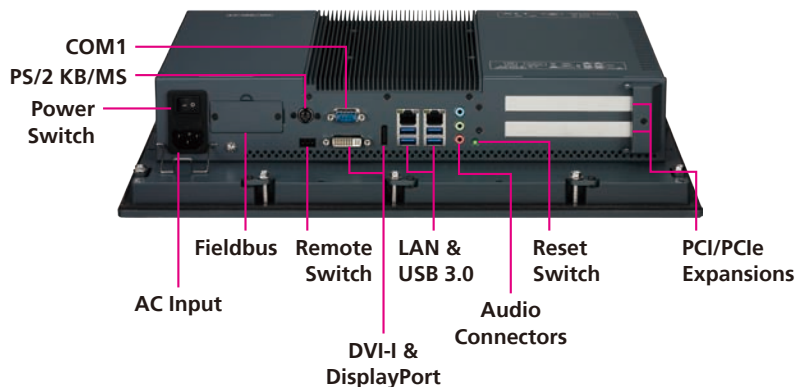 COM1
PS/2 KB/MS
Power
Switch
Fieldbus
Remote
Switch
LAN &
USB 3.0
Reset
Switch
PCI/PCIe
Expansions
AC Input
Audio
Connectors
DVI-I &
DisplayPort